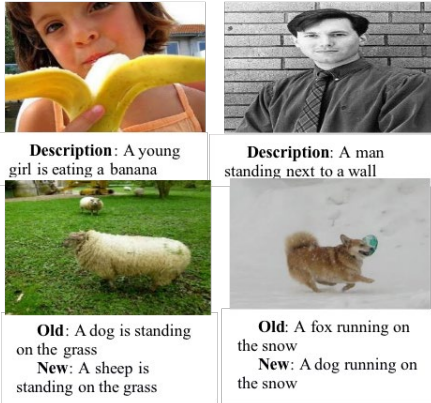 Description: A young
girl is eating a banana
Description: A man
standing next to a wall
Old: A dog is standing
on the grass
New: A sheep is
standing on the grass
Old: A fox running on
the snow
New: A dog running on
the snow